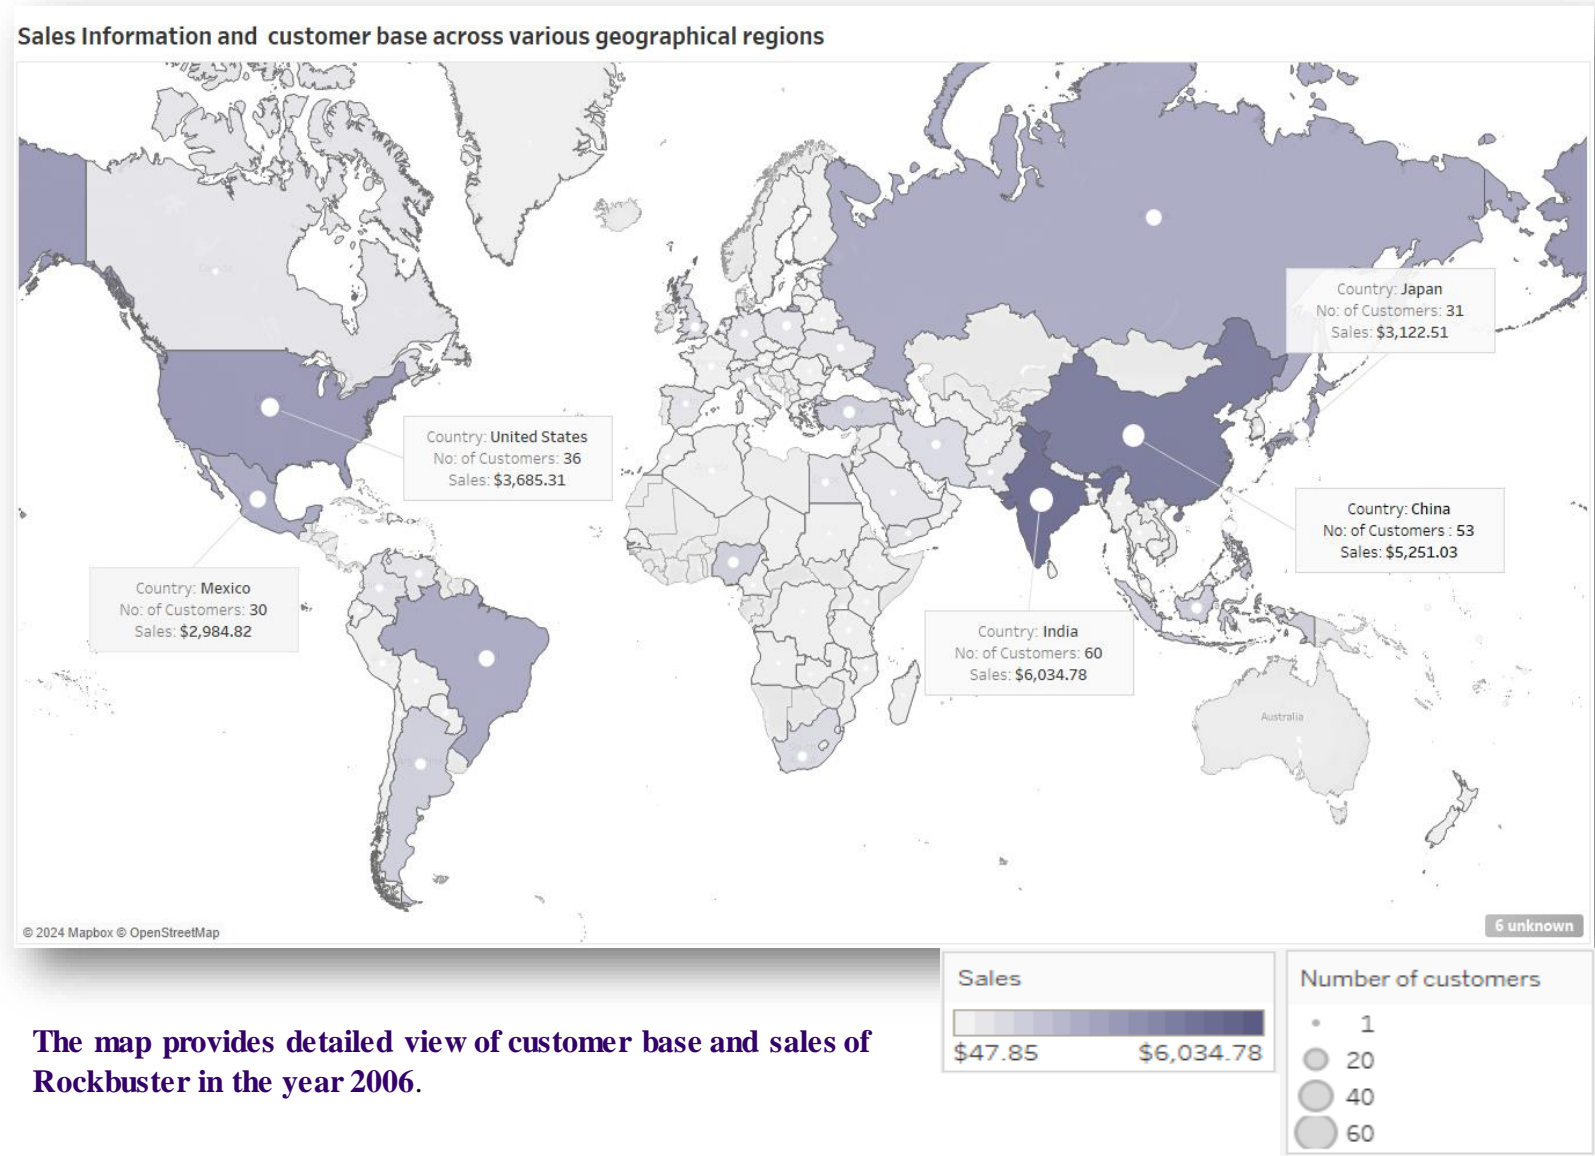 Sales Information and  customer base across various geographical regions
Country: Japan
No: of Customers: 31
Sales: $3,122.51
Country: United States
No: of Customers: 36
Sales: $3,685.31
Country: China
No: of Customers : 53
Sales: $5,251.03
Country: Mexico
No: of Customers: 30
Sales: $2,984.82
Country: India
No: of Customers: 60
Sales: $6,034.78
Australia
© 2024 Mapbox © OpenStreetMap
6 unknown
Sales
$47.85 $6,034.78
Number of customers
1
20
40
60
The map provides detailed view of customer base and sales of
Rockbuster in the year 2006.